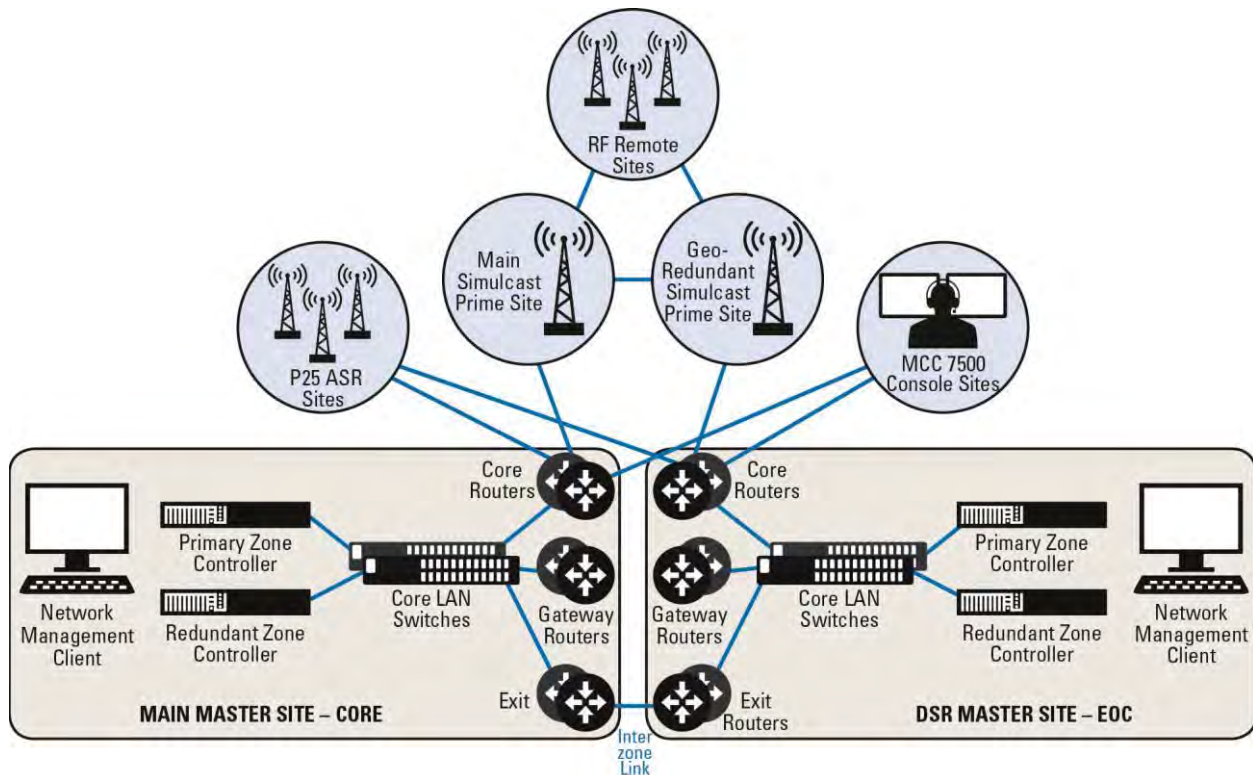 RF Remote
Sites
Main
Simulcast
Prime Site
Geo-
Redundant
Simulcast
Prime Site
P25 ASR
Sites
MCC 7500
Console Sites
Core
Routers
Primary Zone
Controller
Redundant Zone
Controller
Network
Management
Client
Core LAN
Switches
Gateway
Routers
Exit
MAIN MASTER SITE – CORE
Inter
zone
Link
Core
Routers
Gateway
Routers
Exit
Routers
Core LAN
Switches
Primary Zone
Controller
Redundant Zone
Controller
Network
Management
Client
DSR MASTER SITE – EOC